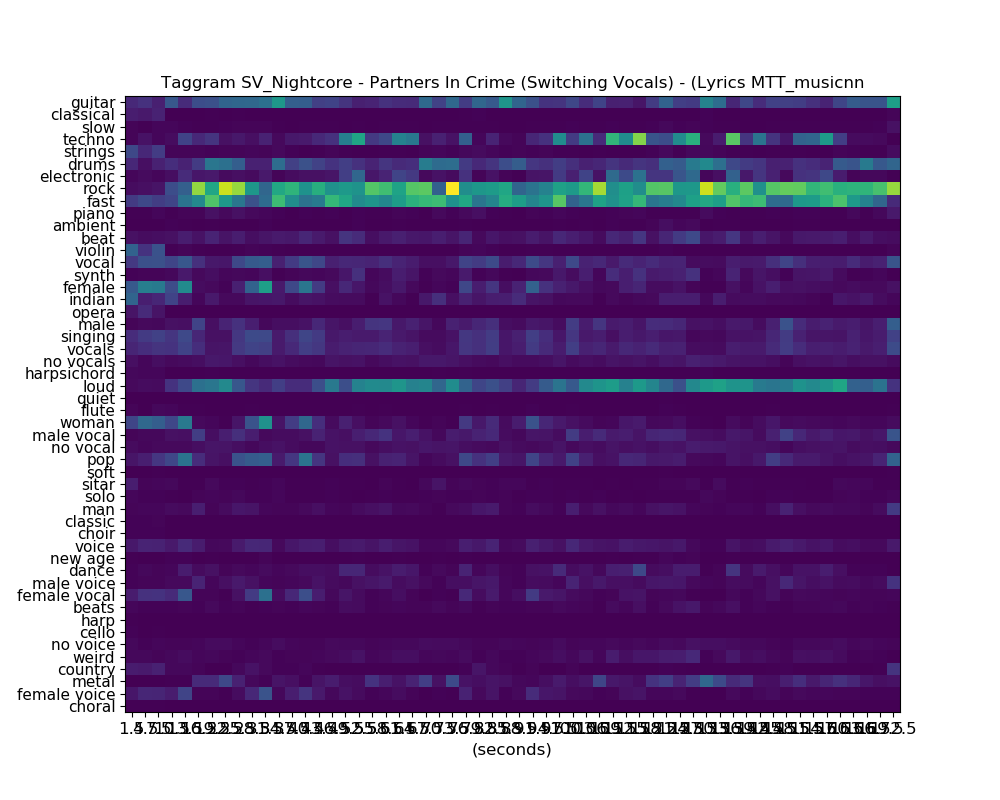 Taggram SV_Nightcore - Partners In Crime (Switching Vocals) - (Lyrics MTT_musicnn
guitar
classical
slow
techno
strings
drums
electronic
rock
fast
piano
ambient
beat
violin
vocal
synth
female
indian
opera
male
singing
vocals
no vocals
harpsichord
loud
quiet
flute
woman
male vocal
no vocal
pop
soft
sitar
solo
man
classic
choir
voice
new age
dance
male voice
female vocal
beats
harp
cello
no voice
weird
country
metal
female voice
choral
(seconds)